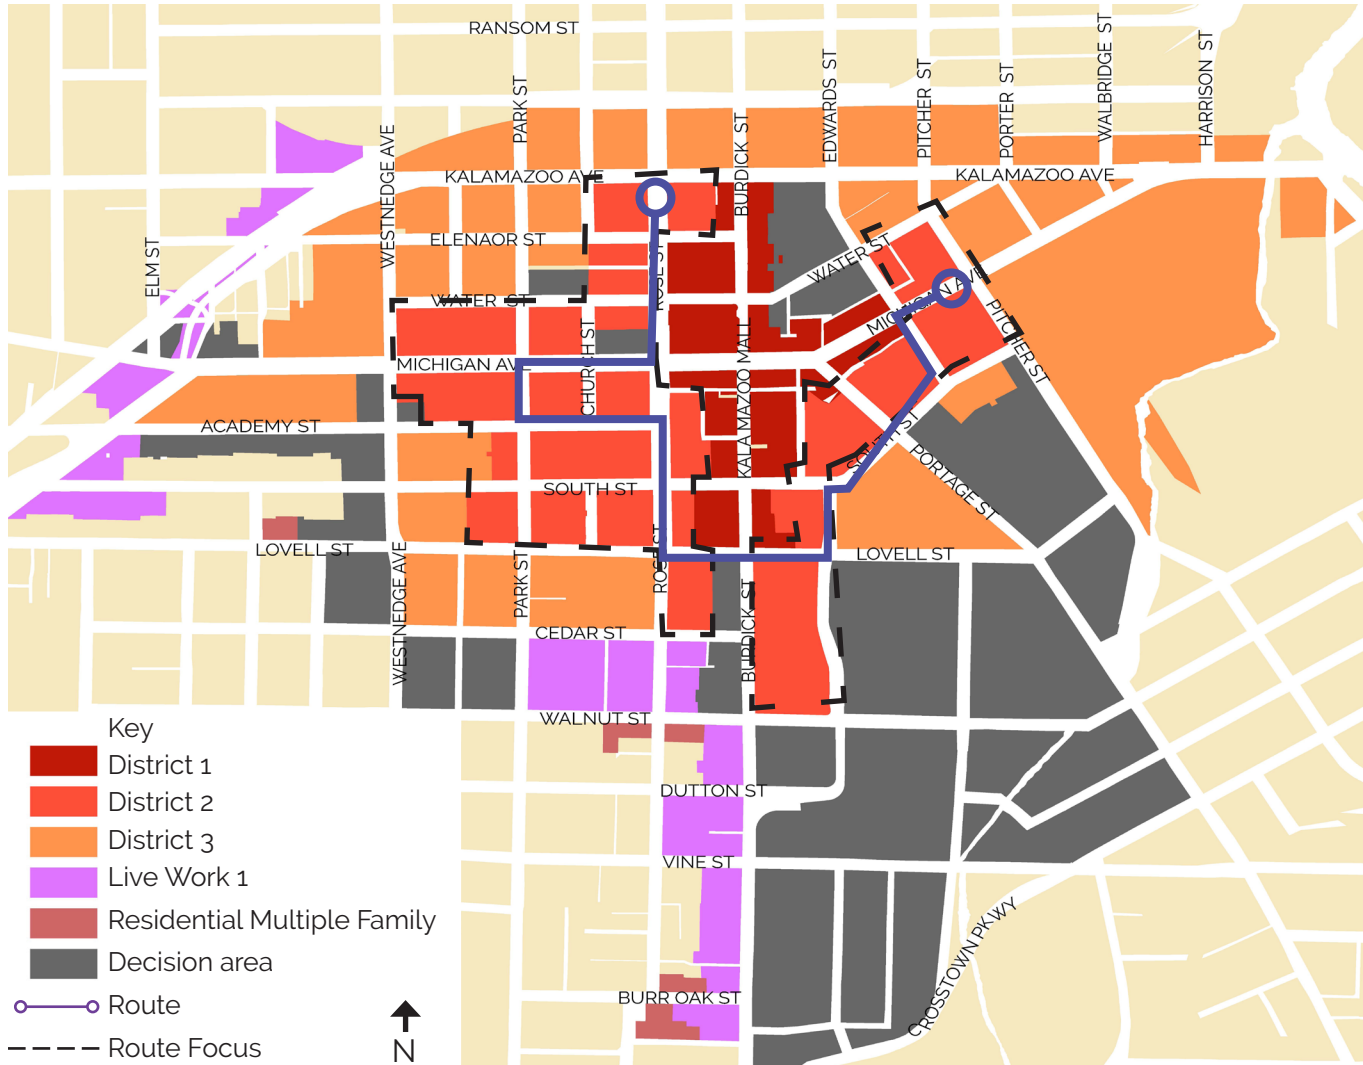 RANSOM ST
PARK ST
WESTNEDGE AVE
BURDICK ST
EDWARDS ST
PITCHER ST
PORTER ST
WALBRIDGE ST
HARRISON ST
KALAMAZOO AVE
KALAMAZOO AVE
ELM ST
ELENAOR ST
ROSE ST
WATER ST
WATER ST
MICHIGAN AVE
MICHIGAN AVE
CHURCH ST
KALAMAZOO MALL
PITCHER ST
ACADEMY ST
SOUTH ST
PORTAGE ST
SOUTH ST
LOVELL ST
LOVELL ST
WESTNEDGE AVE
PARK ST
ROSE ST
BURDICK ST
CEDAR ST
WALNUT ST
DUTTON ST
VINE ST
CROSSTOWN PKWY
BURR OAK ST
Key
District 1
District 2
District 3
Live Work 1
Residential Multiple Family
Decision area
Route
Route Focus
N